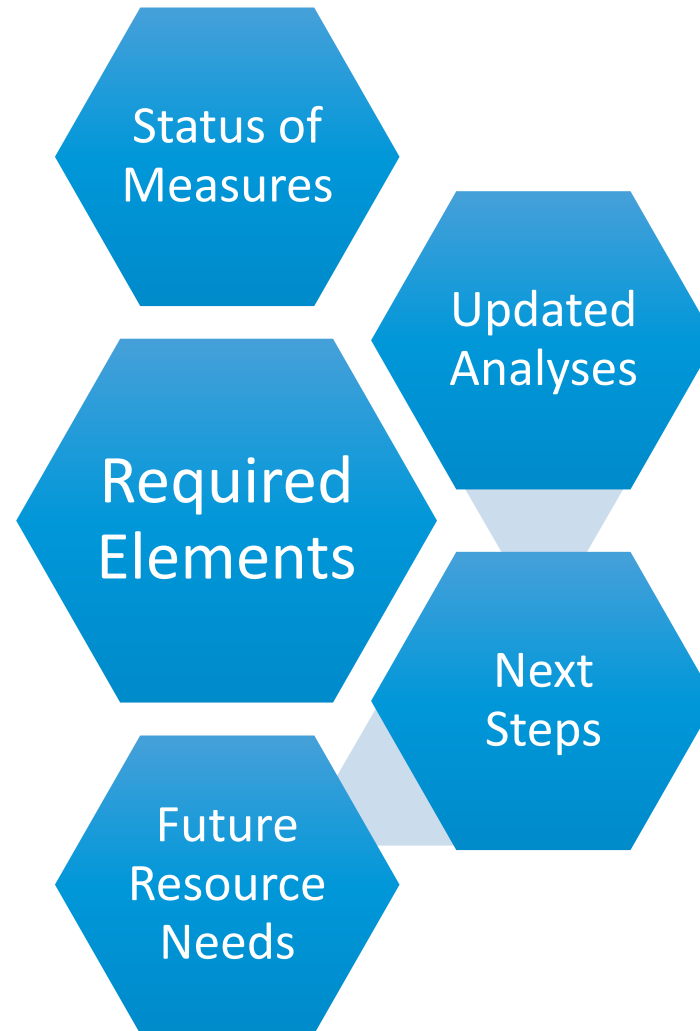 Status of
Measures
Updated
Analyses
Required
Elements
Next
Steps
Future
Resource
Needs